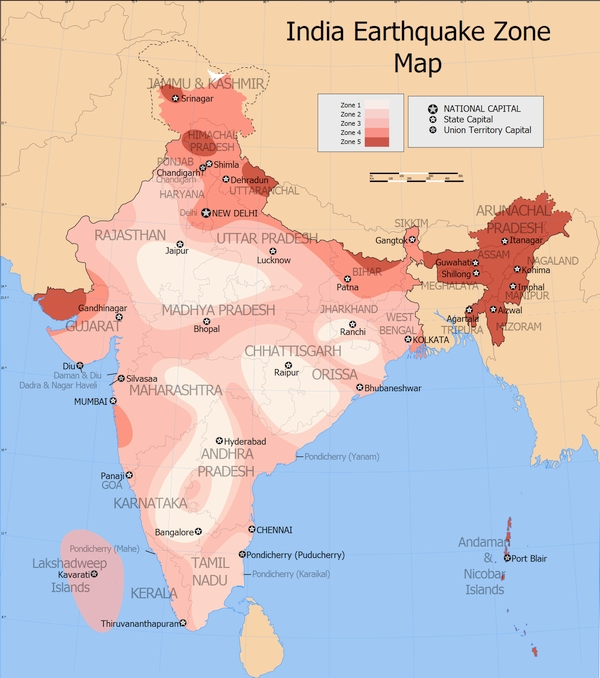 India Earthquake Zone
Map
Zone 1
Zone 2
Zone 3
Zone 4
Zone 5
NATIONAL CAPITAL
State Capital
Union Territory Capital
JAMMU & KASHMIR
Srinagar
HIMACHAL
PRADESH
PUNJAB
Shimla
Chandigarh
Chandigarh
Dehradun
UTTARANCHAL
HARYANA
Delhi
NEW DELHI
RAJASTHAN
Jaipur
UTTAR PRADESH
Lucknow
SIKKIM
Gangtok
ARUNACHAL
PRADESH
Itanagar
ASSAM
Guwahati
Shillong
NAGALAND
Kohima
MEGHALAYA
Imphal
MANIPUR
BIHAR
Patna
Agartala
TRIPURA
Aizwal
MIZORAM
Gandhinagar
GUJARAT
MADHYA PRADESH
Bhopal
JHARKHAND
Ranchi
WEST
BENGAL
KOLKATA
CHHATTISGARH
Raipur
ORISSA
Bhubaneshwar
Diu
Daman & Diu
Dadra & Nagar Haveli
Silvasaa
MUMBAI
MAHARASHTRA
Hyderabad
ANDHRA
PRADESH
Pondicherry (Yanam)
Panaji
GOA
KARNATAKA
Bangalore
CHENNAI
Pondicherry (Mahe)
Pondicherry (Puducherry)
Pondicherry (Karaikal)
TAMIL
NADU
KERALA
Thiruvananthapuram
Lakshadweep
Kavarati
Islands
Andaman
&
Nicobar
Islands
Port Blair